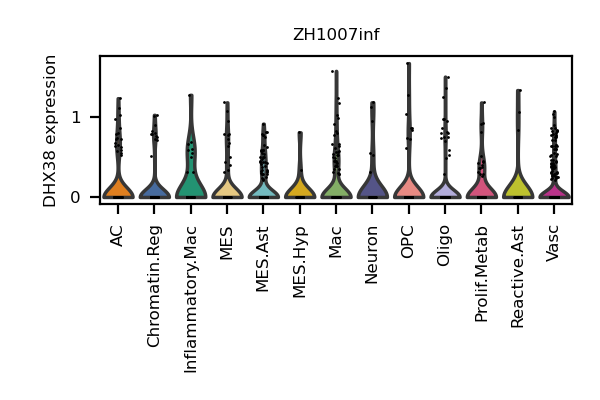 ZH1007inf
DHX38 expression
1
0
AC
Chromatin.Reg
Inflammatory.Mac
MES
MES.Ast
MES.Hyp
Mac
Neuron
OPC
Oligo
Prolif.Metab
Reactive.Ast
Vasc